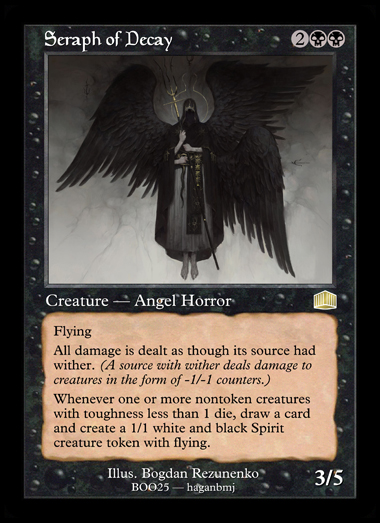 Seraph of Decay 2
Creature — Angel Horror
Flying
All damage is dealt as though its source had
wither. (A source with wither deals damage to
creatures in the form of -1/-1 counters.)
Whenever one or more nontoken creatures
with toughness less than 1 die, draw a card
and create a 1/1 white and black Spirit
creature token with flying.
Illus. Bogdan Rezunenko
BOO25 — haganbmj
3/5